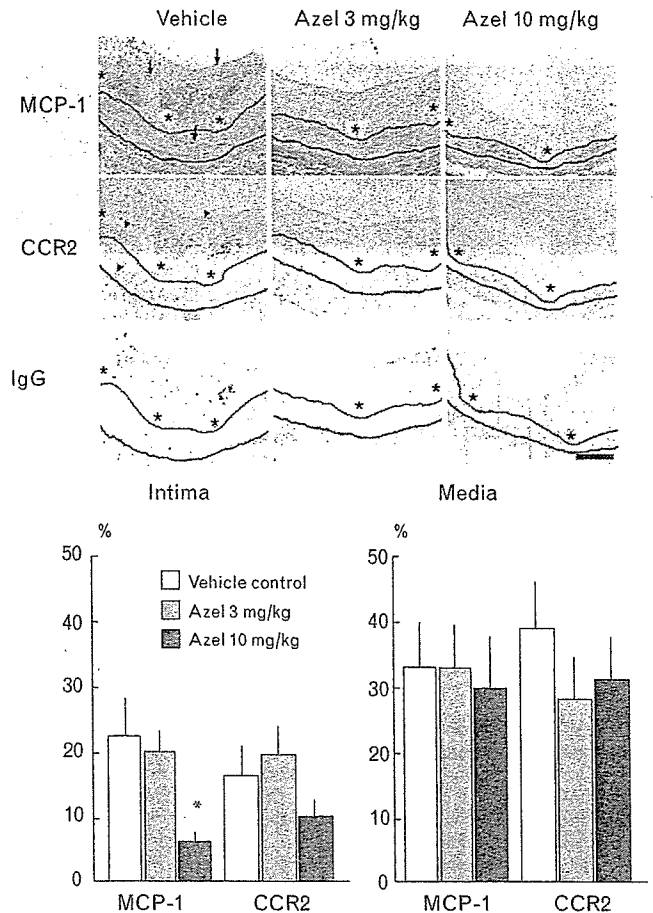 Vehicle Azel 3 mg/kg Azel 10 mg/kg
MCP-1
CCR2
IgG
Intima Media
% %
50 50
Vehicle control
Azel 3 mg/kg
Azel 10 mg/kg
40 40
30 30
20 20
*
10 10
0 0
MCP-1 CCR2 MCP-1 CCR2